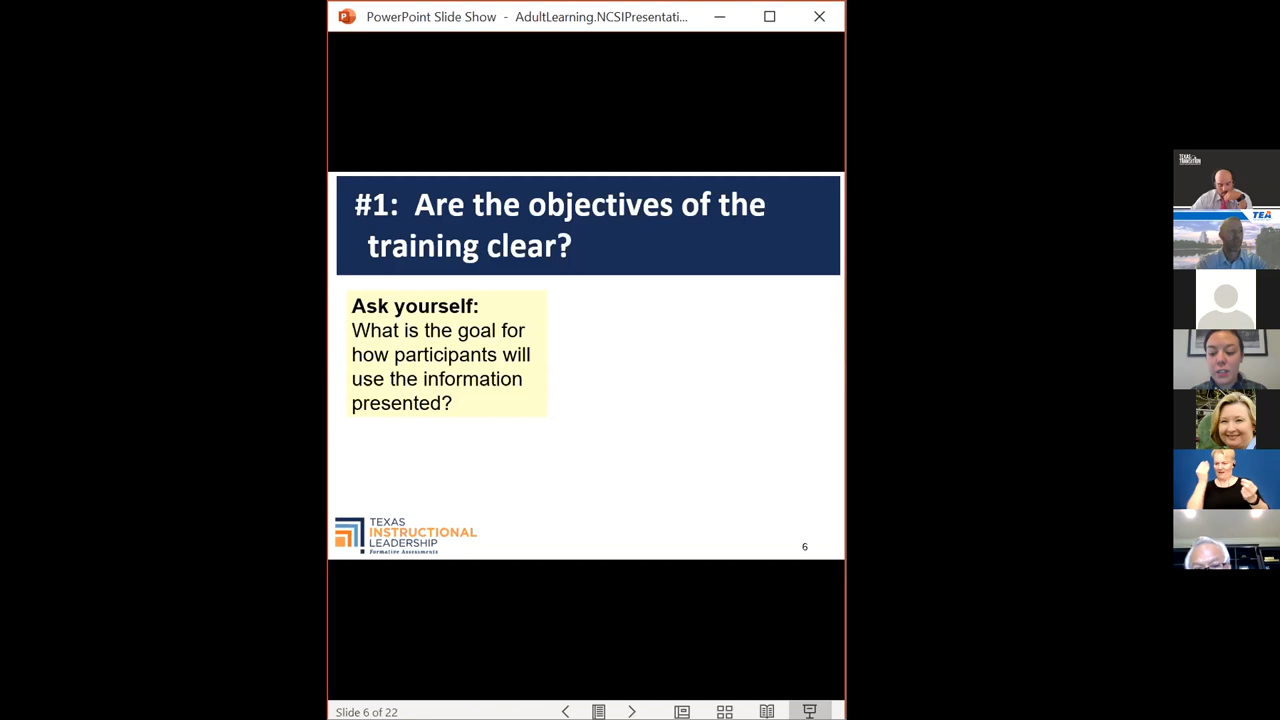 PowerPoint Slide Show - AdultLearning.NCSIPresentati...
#1: Are the objectives of the
training clear?
Ask yourself:
What is the goal for
how participants will
use the information
presented?
TEXAS
INSTRUCTIONAL
LEADERSHIP
Formative Assessments
6
Slide 6 of 22
TEXAS
TRANSITION
TEA